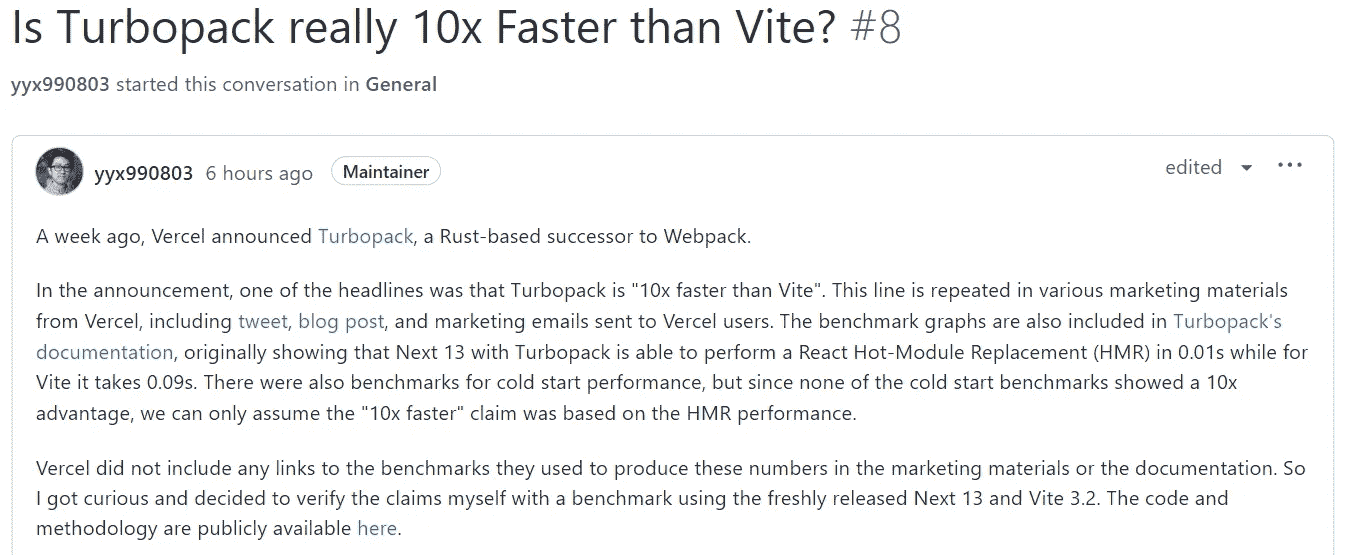 Is Turbopack really 10x Faster than Vite? #8
yyx990803 started this conversation in General
yyx990803 6 hours ago Maintainer edited
A week ago, Vercel announced Turbopack, a Rust-based successor to Webpack.
In the announcement, one of the headlines was that Turbopack is "10x faster than Vite". This line is repeated in various marketing materials
from Vercel, including tweet, blog post, and marketing emails sent to Vercel users. The benchmark graphs are also included in Turbopack's
documentation, originally showing that Next 13 with Turbopack is able to perform a React Hot-Module Replacement (HMR) in 0.01s while for
Vite it takes 0.09s. There were also benchmarks for cold start performance, but since none of the cold start benchmarks showed a 10x
advantage, we can only assume the "10x faster" claim was based on the HMR performance.
Vercel did not include any links to the benchmarks they used to produce these numbers in the marketing materials or the documentation. So
I got curious and decided to verify the claims myself with a benchmark using the freshly released Next 13 and Vite 3.2. The code and
methodology are publicly available here.